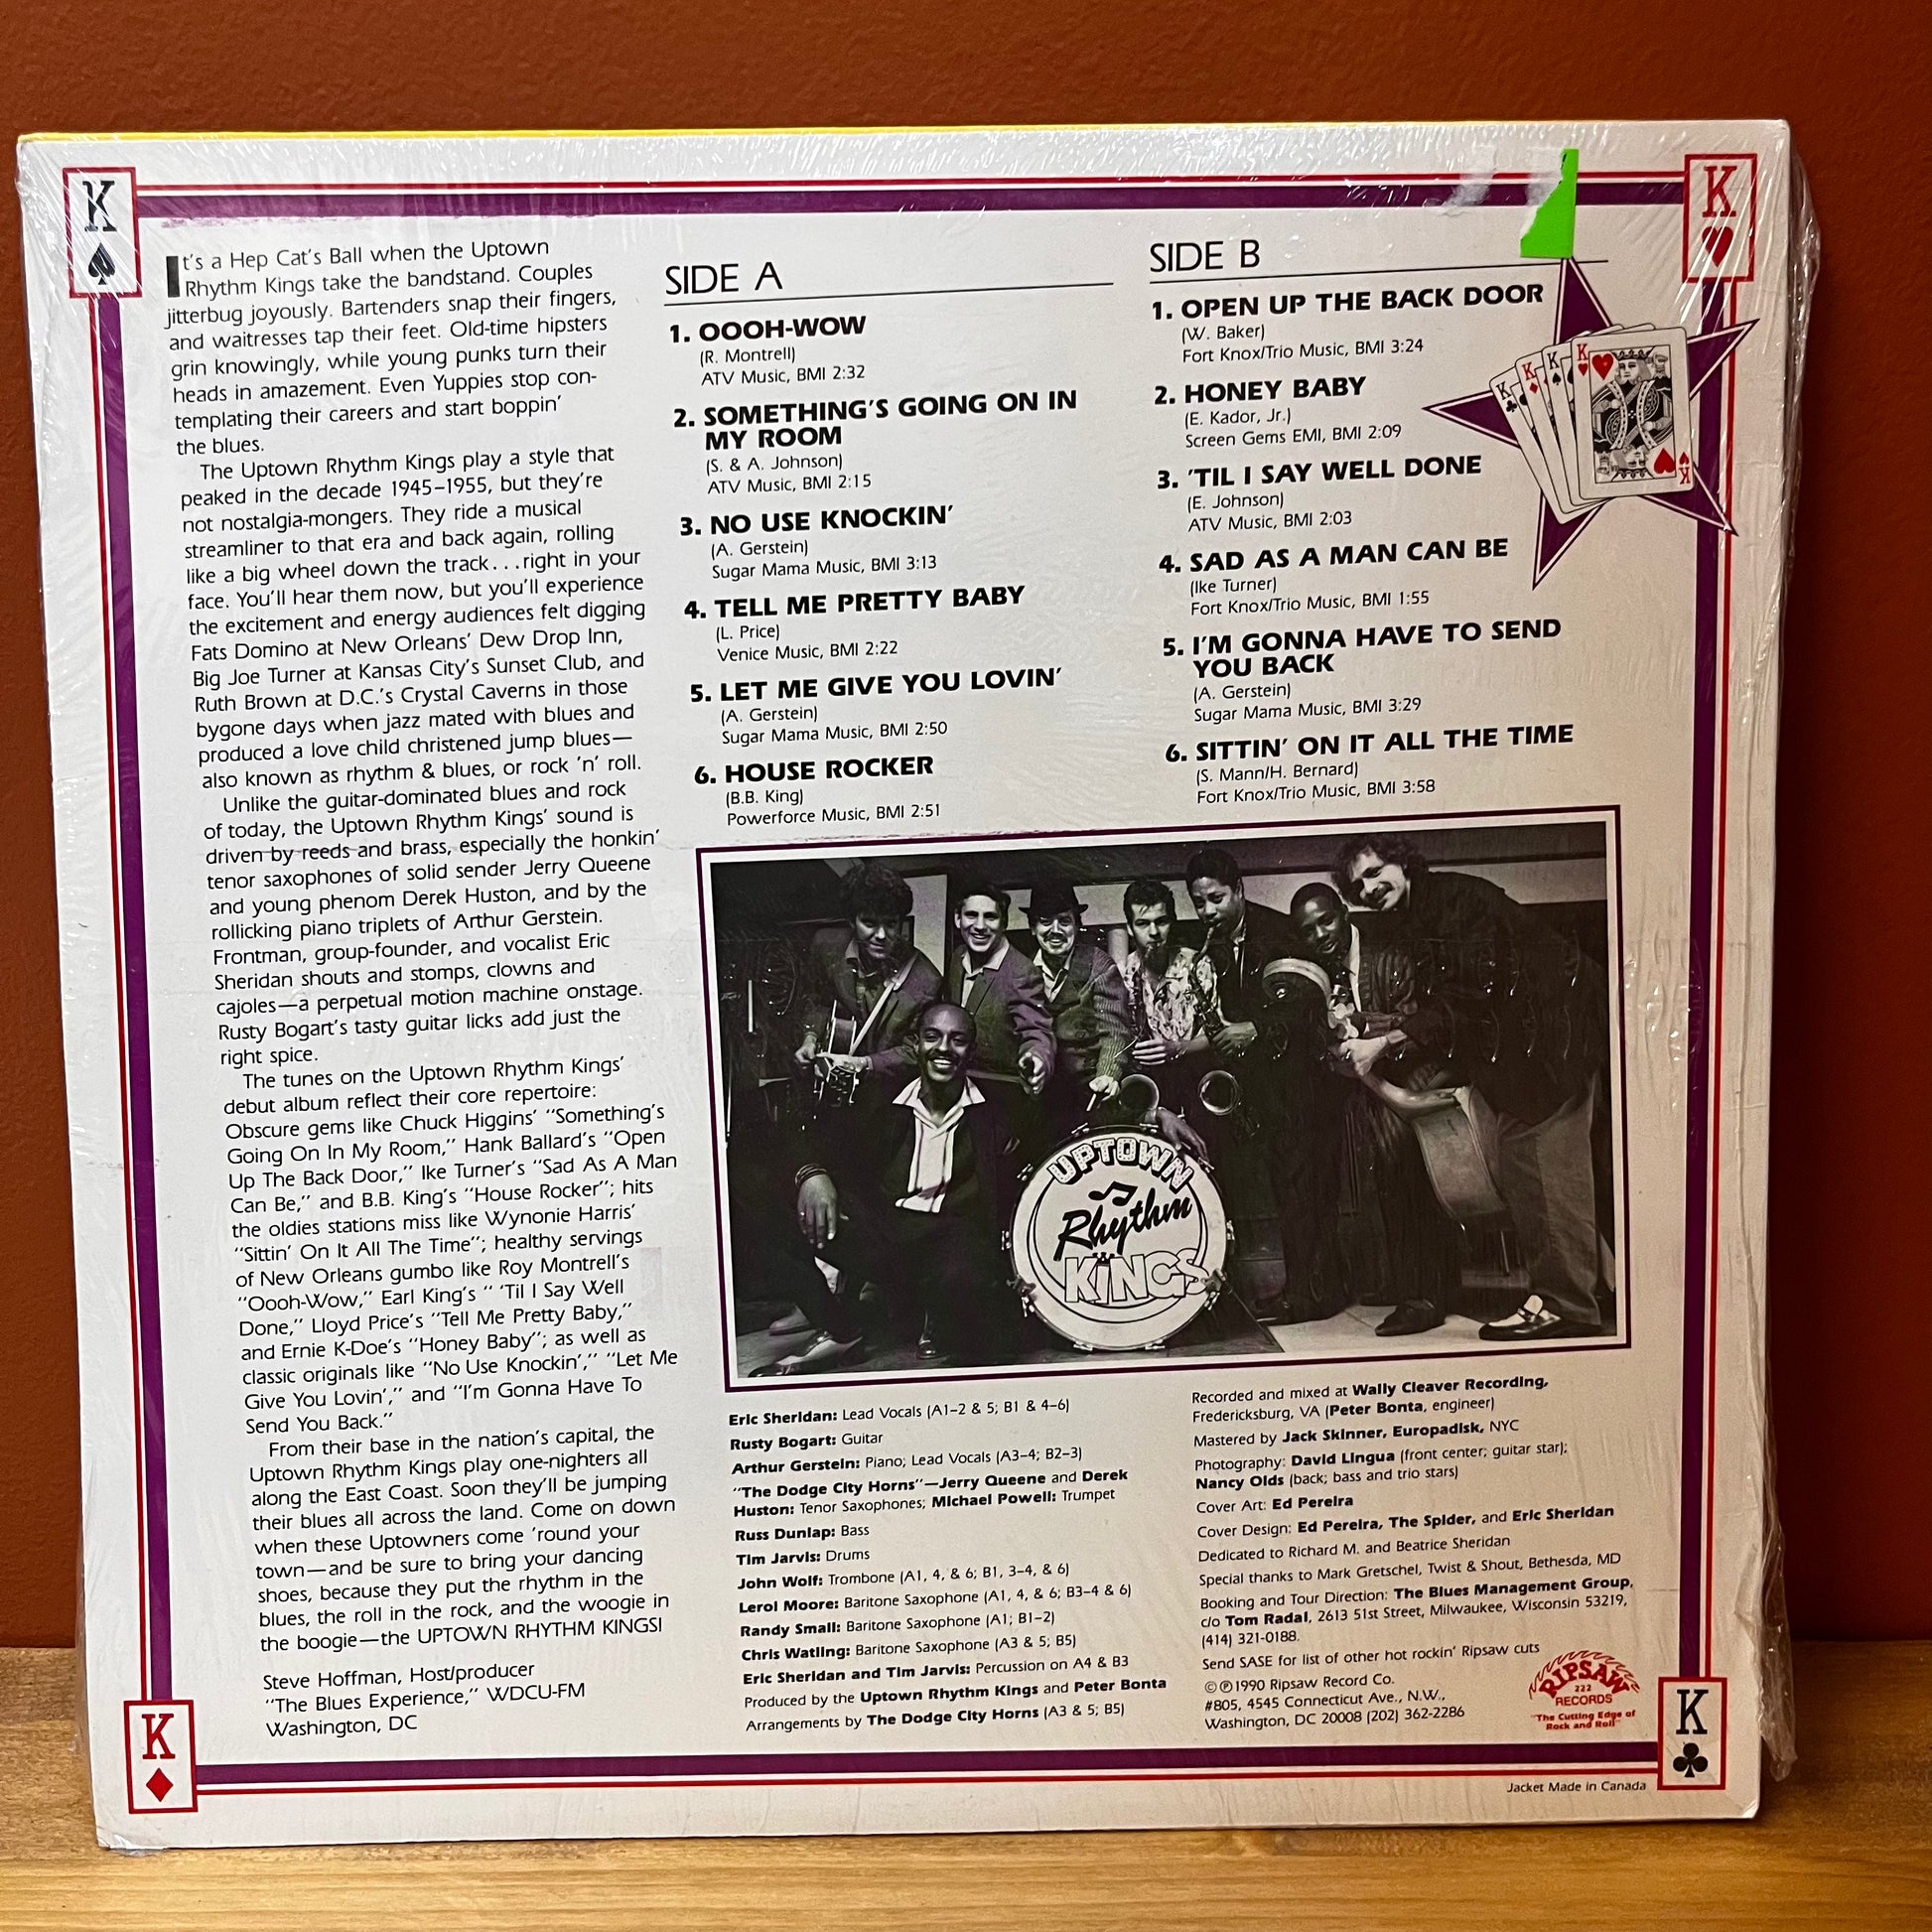 K
K
It's a Hep Cat's Ball when the Uptown
Rhythm Kings take the bandstand. Couples
jitterbug joyously. Bartenders snap their fingers,
and waitresses tap their feet. Old-time hipsters
grin knowingly, while young punks turn their
heads in amazement. Even Yuppies stop con-
templating their careers and start boppin'
the blues.
The Uptown Rhythm Kings play a style that
peaked in the decade 1945–1955, but they're
not nostalgia-mongers. They ride a musical
streamliner to that era and back again, rolling
like a big wheel down the track...right in your
face. You'll hear them now, but you'll experience
the excitement and energy audiences felt digging
Fats Domino at New Orleans' Dew Drop Inn,
Big Joe Turner at Kansas City's Sunset Club, and
Ruth Brown at D.C.'s Crystal Caverns in those
bygone days when jazz mated with blues and
produced a love child christened jump blues—
also known as rhythm & blues, or rock 'n' roll.
Unlike the guitar-dominated blues and rock
of today, the Uptown Rhythm Kings' sound is
driven by reeds and brass, especially the honkin'
tenor saxophones of solid sender Jerry Queene
and young phenom Derek Huston, and by the
rollicking piano triplets of Arthur Gerstein.
Frontman, group-founder, and vocalist Eric
Sheridan shouts and stomps, clowns and
cajoles—a perpetual motion machine onstage.
Rusty Bogart's tasty guitar licks add just the
right spice.
The tunes on the Uptown Rhythm Kings'
debut album reflect their core repertoire:
Obscure gems like Chuck Higgins' "Something's
Going On In My Room," Hank Ballard's "Open
Up The Back Door," Ike Turner's "Sad As A Man
Can Be," and B.B. King's "House Rocker"; hits
the oldies stations miss like Wynonie Harris'
"Sittin' On It All The Time"; healthy servings
of New Orleans gumbo like Roy Montrell's
"Oooh-Wow," Earl King's " 'Til I Say Well
Done," Lloyd Price's "Tell Me Pretty Baby,"
and Ernie K-Doe's "Honey Baby"; as well as
classic originals like "No Use Knockin'," "Let Me
Give You Lovin'," and "I'm Gonna Have To
Send You Back."
From their base in the nation's capital, the
Uptown Rhythm Kings play one-nighters all
along the East Coast. Soon they'll be jumping
their blues all across the land. Come on down
when these Uptowners come 'round your
town—and be sure to bring your dancing
shoes, because they put the rhythm in the
blues, the roll in the rock, and the woogie in
the boogie—the UPTOWN RHYTHM KINGS!
Steve Hoffman, Host/producer
"The Blues Experience," WDCU-FM
Washington, DC
SIDE A
1. OOOH-WOW
(R. Montrell)
ATV Music, BMI 2:32
2. SOMETHING'S GOING ON IN
MY ROOM
(S. & A. Johnson)
ATV Music, BMI 2:15
3. NO USE KNOCKIN'
(A. Gerstein)
Sugar Mama Music, BMI 3:13
4. TELL ME PRETTY BABY
(L. Price)
Venice Music, BMI 2:22
5. LET ME GIVE YOU LOVIN'
(A. Gerstein)
Sugar Mama Music, BMI 2:50
6. HOUSE ROCKER
(B.B. King)
Powerforce Music, BMI 2:51
SIDE B
1. OPEN UP THE BACK DOOR
(W. Baker)
Fort Knox/Trio Music, BMI 3:24
2. HONEY BABY
(E. Kador, Jr.)
Screen Gems EMI, BMI 2:09
3. 'TIL I SAY WELL DONE
(E. Johnson)
ATV Music, BMI 2:03
4. SAD AS A MAN CAN BE
(Ike Turner)
Fort Knox/Trio Music, BMI 1:55
5. I'M GONNA HAVE TO SEND
YOU BACK
(A. Gerstein)
Sugar Mama Music, BMI 3:29
6. SITTIN' ON IT ALL THE TIME
(S. Mann/H. Bernard)
Fort Knox/Trio Music, BMI 3:58
K
K
K
K
K
UPTOWN
Rhythm
KINGS
Eric Sheridan: Lead Vocals (A1–2 & 5; B1 & 4–6)
Rusty Bogart: Guitar
Arthur Gerstein: Piano; Lead Vocals (A3–4; B2–3)
"The Dodge City Horns"—Jerry Queene and Derek
Huston: Tenor Saxophones; Michael Powell: Trumpet
Russ Dunlap: Bass
Tim Jarvis: Drums
John Wolf: Trombone (A1, 4, & 6; B1, 3–4, & 6)
Leroi Moore: Baritone Saxophone (A1, 4, & 6; B3–4 & 6)
Randy Small: Baritone Saxophone (A1; B1–2)
Chris Watling: Baritone Saxophone (A3 & 5; B5)
Eric Sheridan and Tim Jarvis: Percussion on A4 & B3
Produced by the Uptown Rhythm Kings and Peter Bonta
Arrangements by The Dodge City Horns (A3 & 5; B5)
Recorded and mixed at Wally Cleaver Recording,
Fredericksburg, VA (Peter Bonta, engineer)
Mastered by Jack Skinner, Europadisk, NYC
Photography: David Lingua (front center; guitar star);
Nancy Olds (back; bass and trio stars)
Cover Art: Ed Pereira
Cover Design: Ed Pereira, The Spider, and Eric Sheridan
Dedicated to Richard M. and Beatrice Sheridan
Special thanks to Mark Gretschel, Twist & Shout, Bethesda, MD
Booking and Tour Direction: The Blues Management Group,
c/o Tom Radai, 2613 51st Street, Milwaukee, Wisconsin 53219,
(414) 321-0188.
Send SASE for list of other hot rockin' Ripsaw cuts
© ℗ 1990 Ripsaw Record Co.
#805, 4545 Connecticut Ave., N.W.,
Washington, DC 20008 (202) 362-2286
RIPSAW
222
RECORDS
"The Cutting Edge of
Rock and Roll"
K
K
Jacket Made in Canada